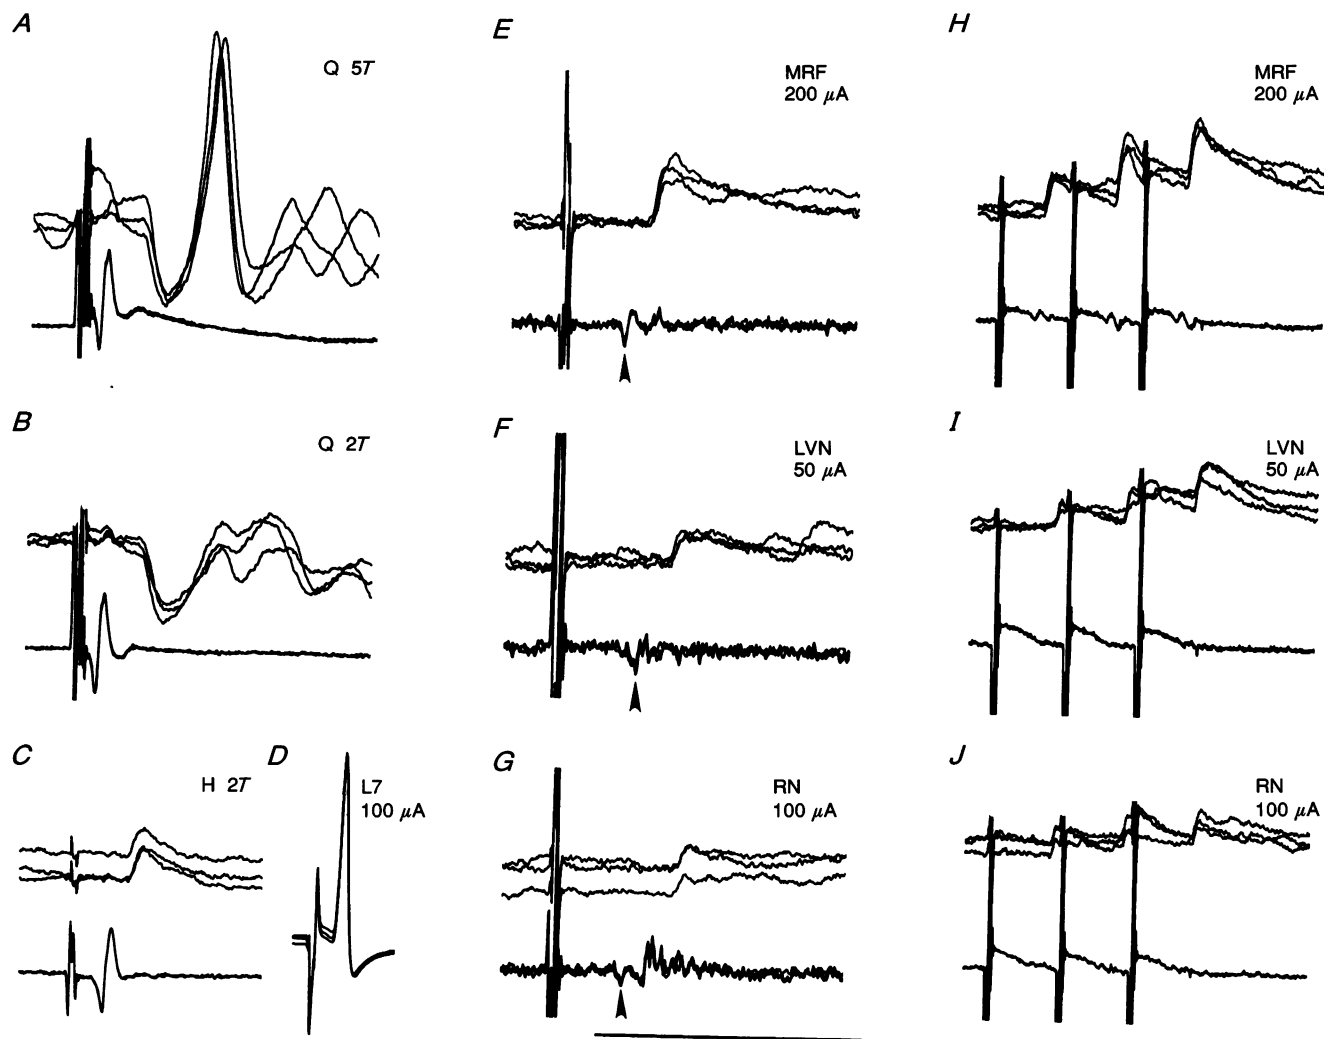 A
Q 5T
B
Q 2T
C
H 2T
D
L7
100 μA
E
MRF
200 μA
F
LVN
50 μA
G
RN
100 μA
H
MRF
200 μA
I
LVN
50 μA
J
RN
100 μA